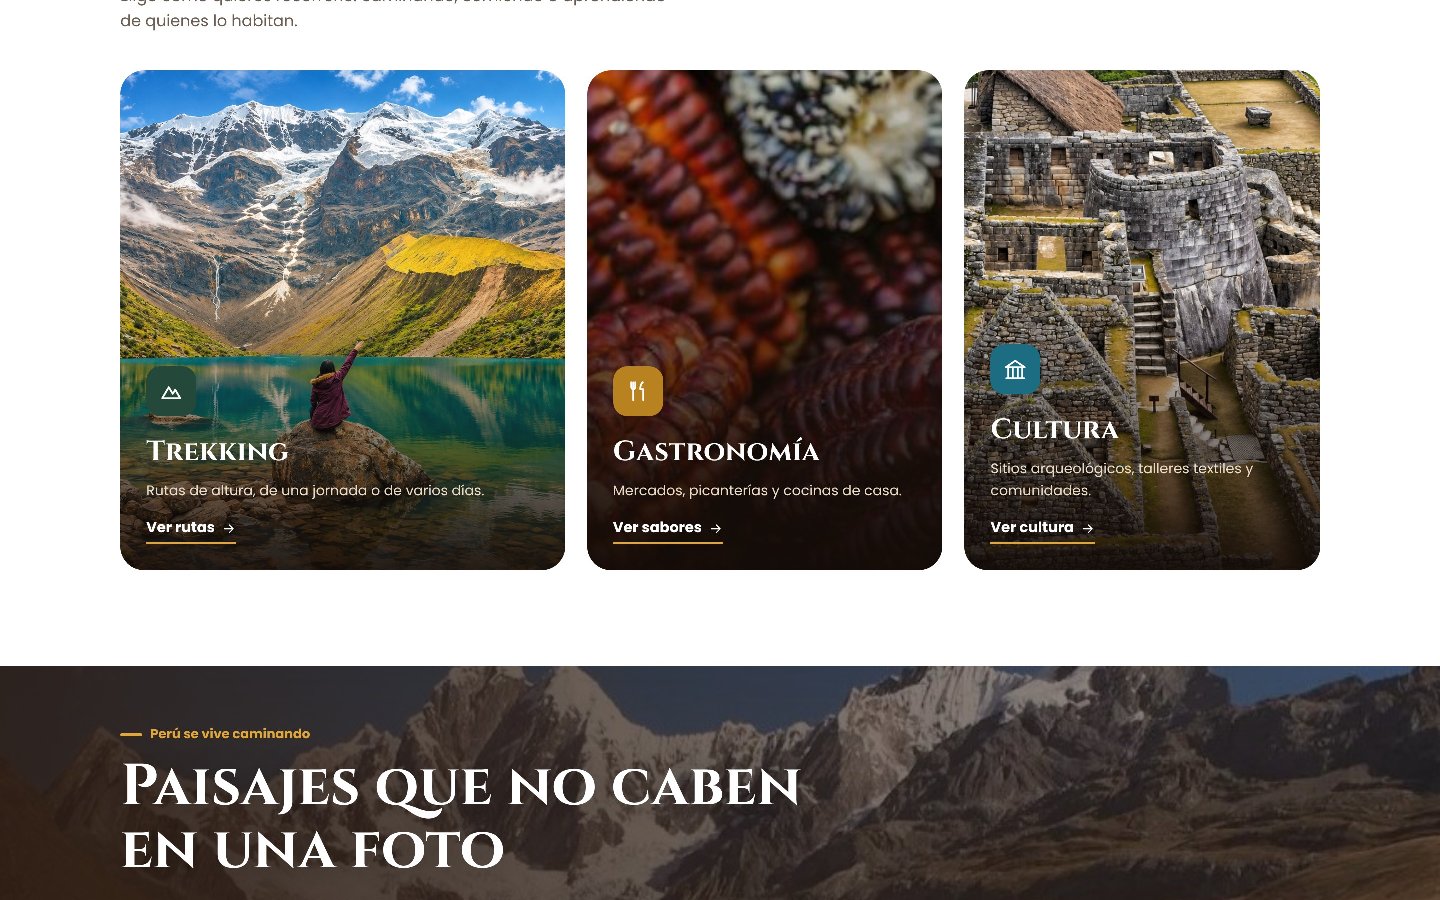 de quienes lo habitan.
Trekking
Rutas de altura, de una jornada o de varios días.
Ver rutas →
Gastronomía
Mercados, picanterías y cocinas de casa.
Ver sabores →
Cultura
Sitios arqueológicos, talleres textiles y
comunidades.
Ver cultura →
Perú se vive caminando
Paisajes que no caben
en una foto